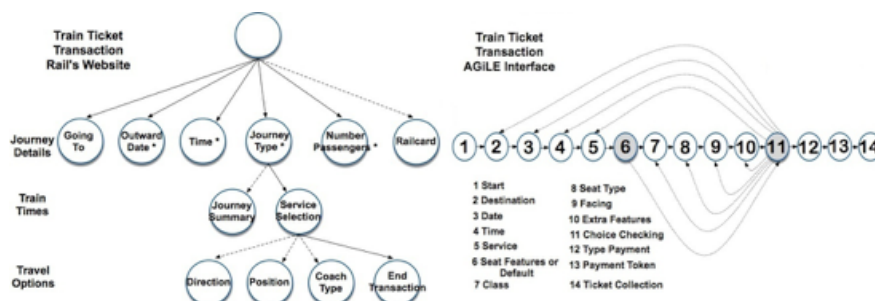 Train Ticket
Transaction
Rail's Website
Journey
Details
Going
To
Outward
Date *
Time *
Journey
Type *
Number
Passengers *
Railcard
Train
Times
Journey
Summary
Service
Selection
Travel
Options
Direction
Position
Coach
Type
End
Transaction
Train Ticket
Transaction
AGiLE Interface
1 2 3 4 5 6 7 8 9 10 11 12 13 14
1 Start
2 Destination
3 Date
4 Time
5 Service
6 Seat Features or
Default
7 Class
8 Seat Type
9 Facing
10 Extra Features
11 Choice Checking
12 Type Payment
13 Payment Token
14 Ticket Collection